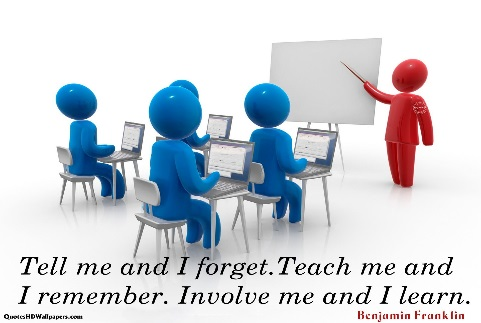 Tell me and I forget.Teach me and
I remember. Involve me and I learn.
Benjamin Franklin
QuotesHDWallpapers.com